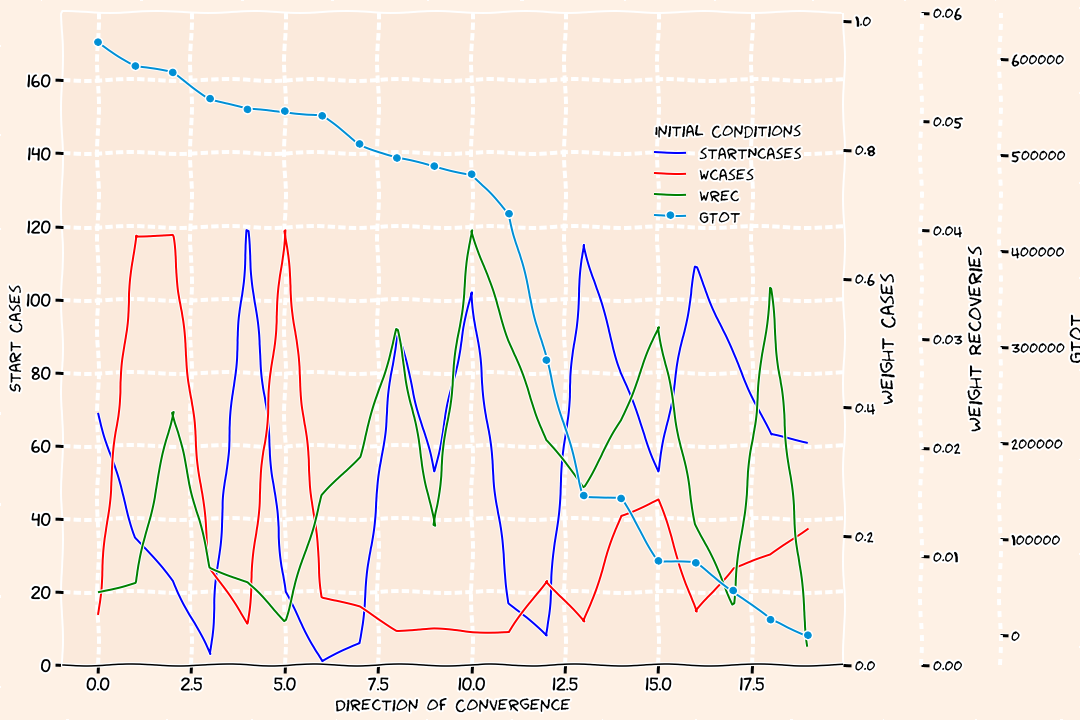 START CASES
160
140
120
100
80
60
40
20
0
0.0 2.5 5.0 7.5 10.0 12.5 15.0 17.5
DIRECTION OF CONVERGENCE
INITIAL CONDITIONS
STARTNCASES
WCASES
WREC
GTOT
1.0
0.8
0.6
0.4
0.2
0.0
WEIGHT CASES
0.06
0.05
0.04
0.03
0.02
0.01
0.00
WEIGHT RECOVERIES
600000
500000
400000
300000
200000
100000
0
GTOT